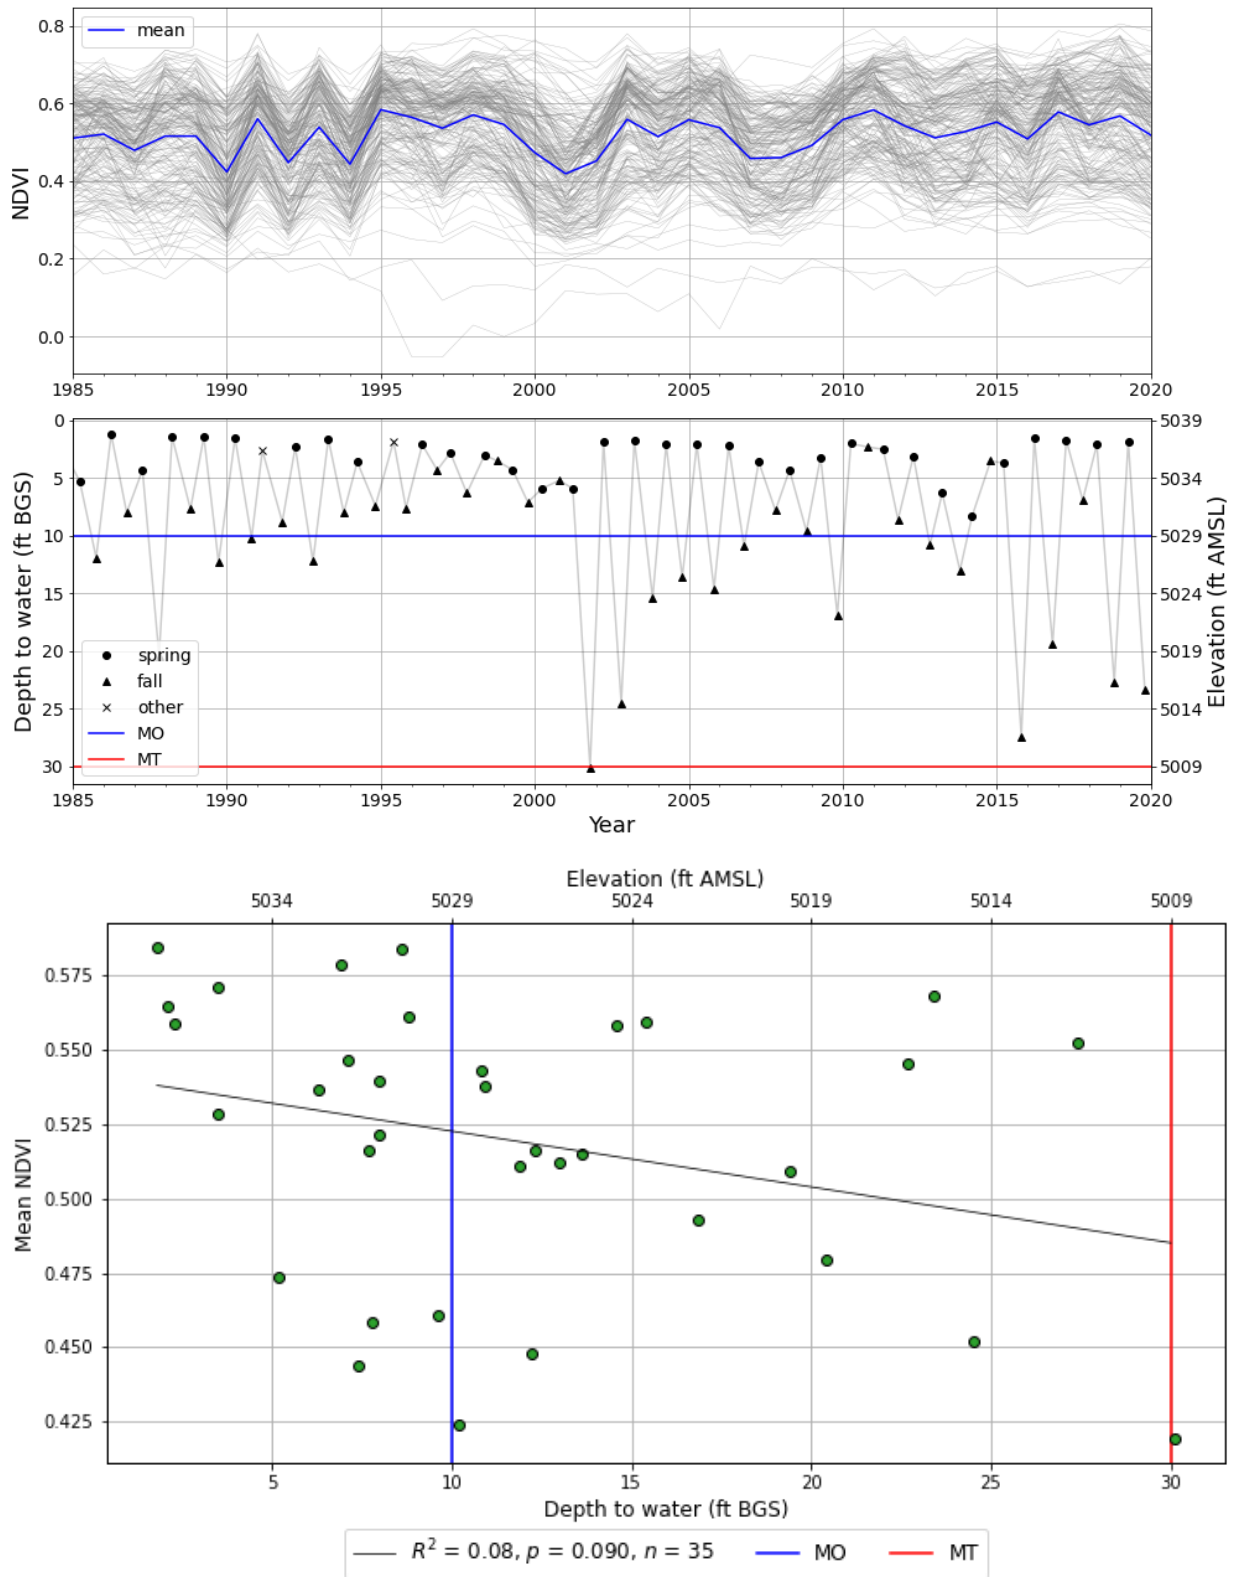 0.8
mean
0.6
0.4
0.2
0.0
NDVI
1985 1990 1995 2000 2005 2010 2015 2020
0 5039
5 5034
10 5029
15 5024
20 5019
25 5014
30 5009
Depth to water (ft BGS)
Elevation (ft AMSL)
spring
fall
other
MO
MT
1985 1990 1995 2000 2005 2010 2015 2020
Year
Elevation (ft AMSL)
5034 5029 5024 5019 5014 5009
0.575
0.550
0.525
0.500
0.475
0.450
0.425
Mean NDVI
5 10 15 20 25 30
Depth to water (ft BGS)
R² = 0.08, p = 0.090, n = 35 MO MT